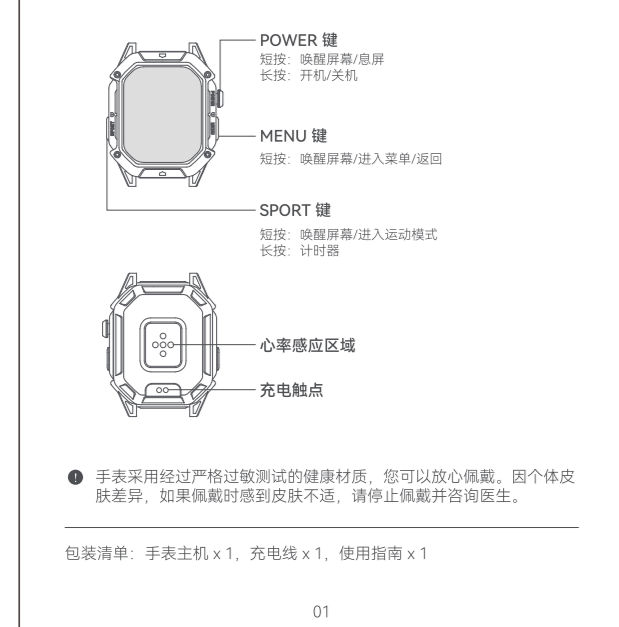 POWER 键
短按：唤醒屏幕/息屏
长按：开机/关机
MENU 键
短按：唤醒屏幕/进入菜单/返回
SPORT
SPORT 键
短按：唤醒屏幕/进入运动模式
长按：计时器
心率感应区域
充电触点
手表采用经过严格过敏测试的健康材质，您可以放心佩戴。因个体皮
肤差异，如果佩戴时感到皮肤不适，请停止佩戴并咨询医生。
包装清单：手表主机 x 1，充电线 x 1，使用指南 x 1
01